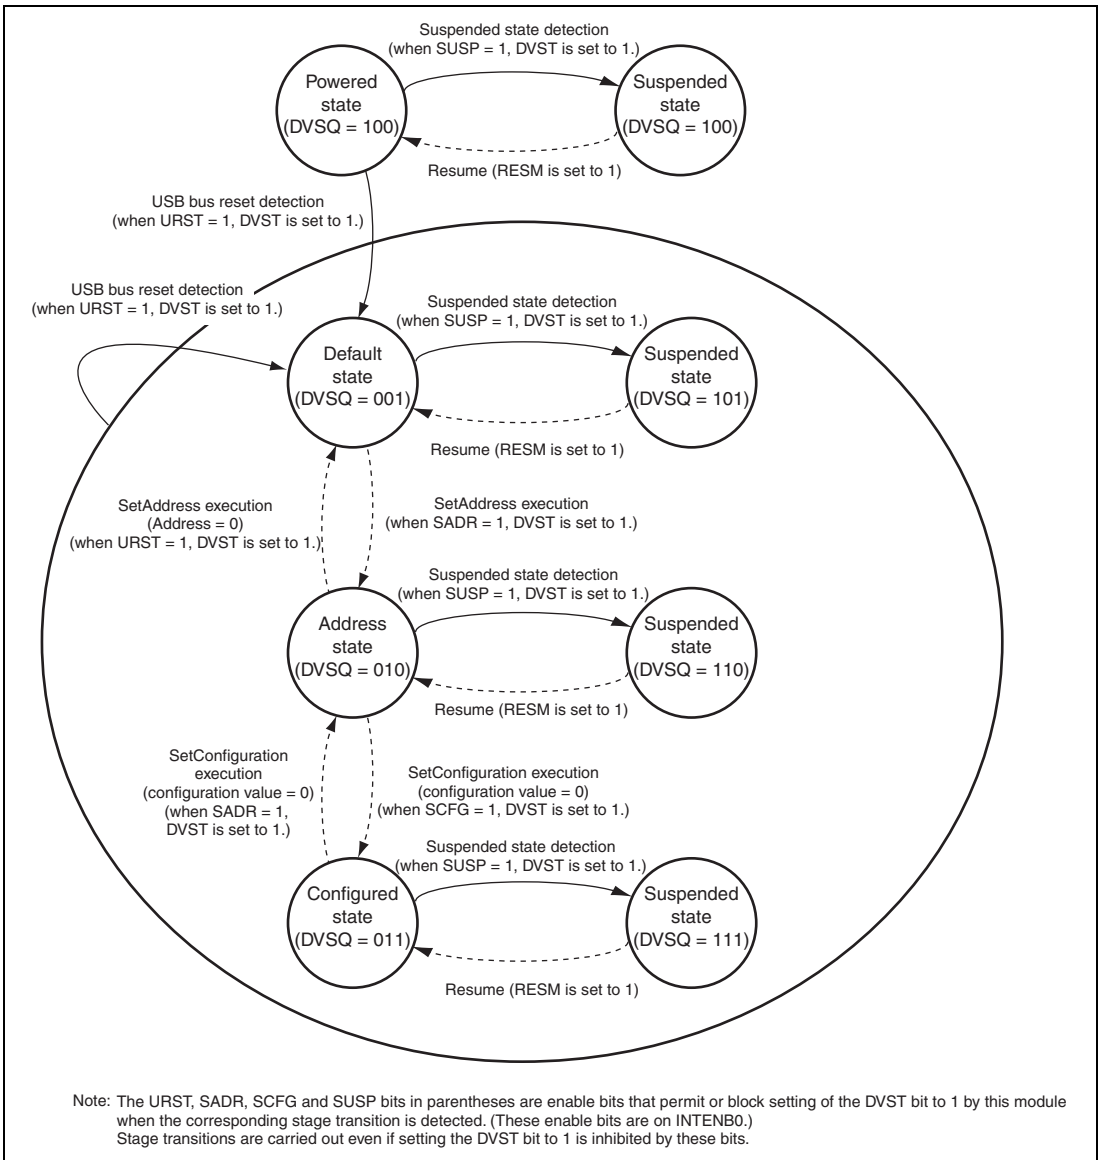 Suspended state detection
(when SUSP = 1, DVST is set to 1.)
Powered
state
(DVSQ = 100)
Suspended
state
(DVSQ = 100)
Resume (RESM is set to 1)
USB bus reset detection
(when URST = 1, DVST is set to 1.)
USB bus reset detection
(when URST = 1, DVST is set to 1.)
Suspended state detection
(when SUSP = 1, DVST is set to 1.)
Default
state
(DVSQ = 001)
Suspended
state
(DVSQ = 101)
Resume (RESM is set to 1)
SetAddress execution
(Address = 0)
(when URST = 1, DVST is set to 1.)
SetAddress execution
(when SADR = 1, DVST is set to 1.)
Suspended state detection
(when SUSP = 1, DVST is set to 1.)
Address
state
(DVSQ = 010)
Suspended
state
(DVSQ = 110)
Resume (RESM is set to 1)
SetConfiguration
execution
(configuration value = 0)
(when SADR = 1,
DVST is set to 1.)
SetConfiguration execution
(configuration value = 0)
(when SCFG = 1, DVST is set to 1.)
Suspended state detection
(when SUSP = 1, DVST is set to 1.)
Configured
state
(DVSQ = 011)
Suspended
state
(DVSQ = 111)
Resume (RESM is set to 1)
Note: The URST, SADR, SCFG and SUSP bits in parentheses are enable bits that permit or block setting of the DVST bit to 1 by this module
when the corresponding stage transition is detected. (These enable bits are on INTENB0.)
Stage transitions are carried out even if setting the DVST bit to 1 is inhibited by these bits.